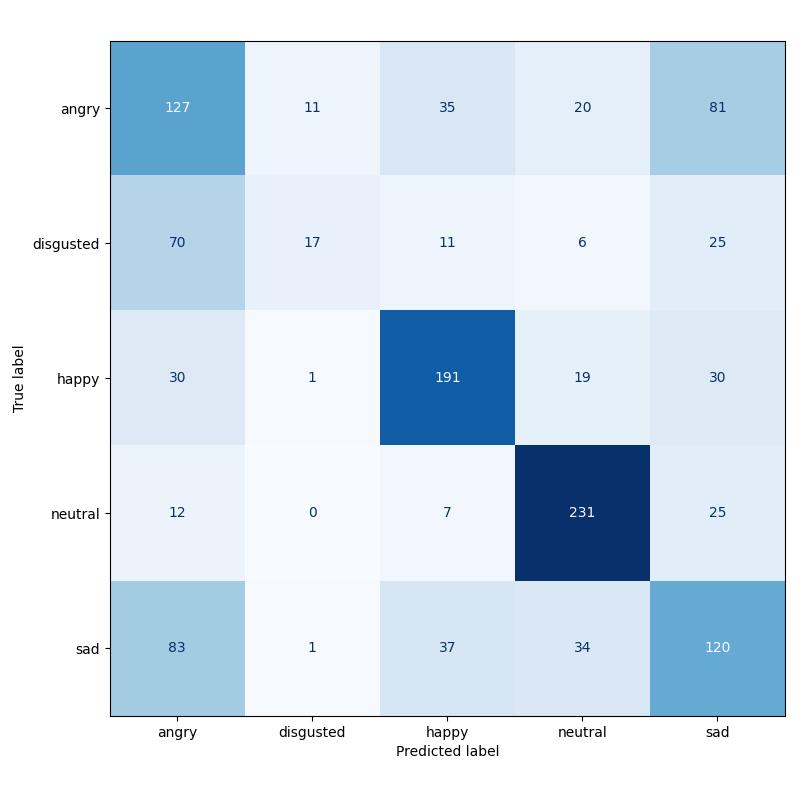 angry 127 11 35 20 81
disgusted 70 17 11 6 25
True label
happy 30 1 191 19 30
neutral 12 0 7 231 25
sad 83 1 37 34 120
angry disgusted happy neutral sad
Predicted label